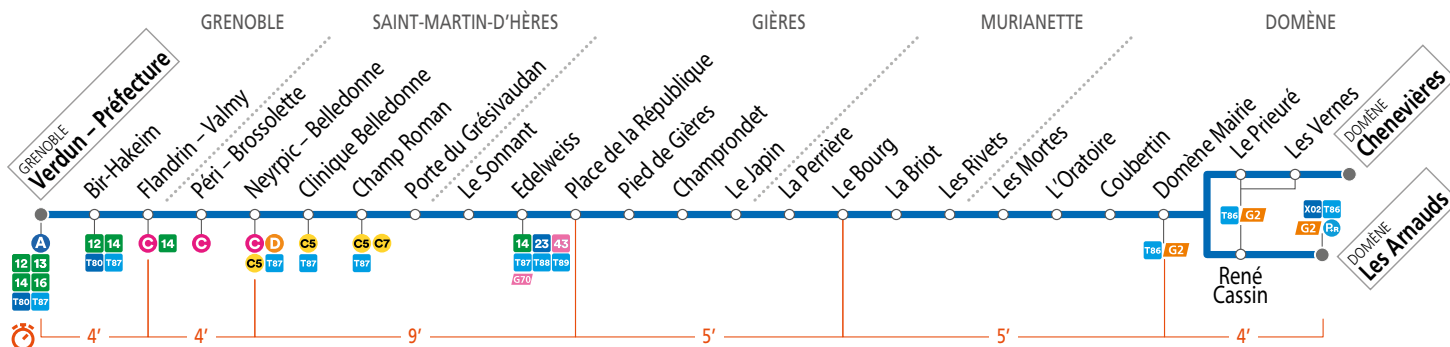 GRENOBLE
SAINT-MARTIN-D’HÈRES
GIÈRES
MURIANETTE
DOMÈNE
GRENOBLE
Verdun – Préfecture
Bir-Hakeim
Flandrin – Valmy
Péri – Brossolette
Neyrpic – Belledonne
Clinique Belledonne
Champ Roman
Porte du Grésivaudan
Le Sonnant
Edelweiss
Place de la République
Pied de Gières
Champrondet
Le Japin
La Perrière
Le Bourg
La Briot
Les Rivets
Les Mortes
L’Oratoire
Coubertin
Domène Mairie
Le Prieuré
Les Vernes
DOMÈNE
Chenevières
DOMÈNE
Les Arnauds
René
Cassin
A
12 13
14 16
T80 T87
12 14
T80 T87
C 14
C
C D
C5 T87
C5
T87
C5 C7
T87
14 23 43
T87 T88 T89
G70
T86 G2
T86 G2
X02 T86
G2 P+R
4’
4’
9’
5’
5’
4’